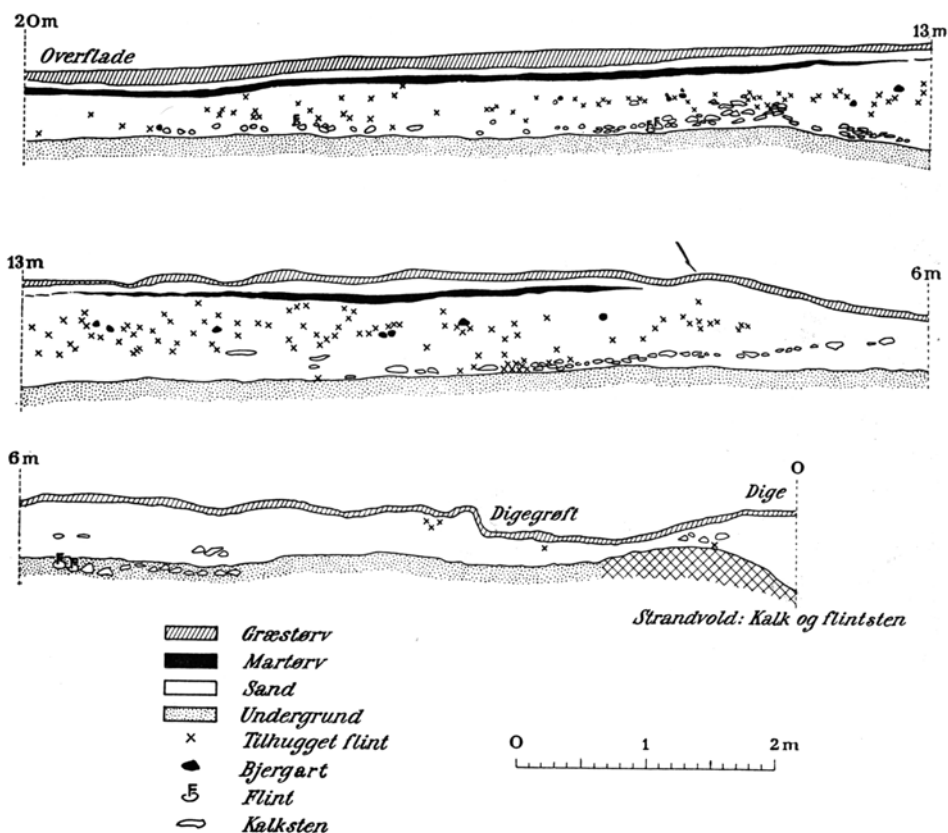 20m
13m
Overflade
13m
6m
6m
0
Dige
Digegrøft
Strandvold: Kalk og flintsten
Græstørv
Martørv
Sand
Undergrund
Tilhugget flint
Bjergart
F Flint
Kalksten
0 1 2m
F
F
F F